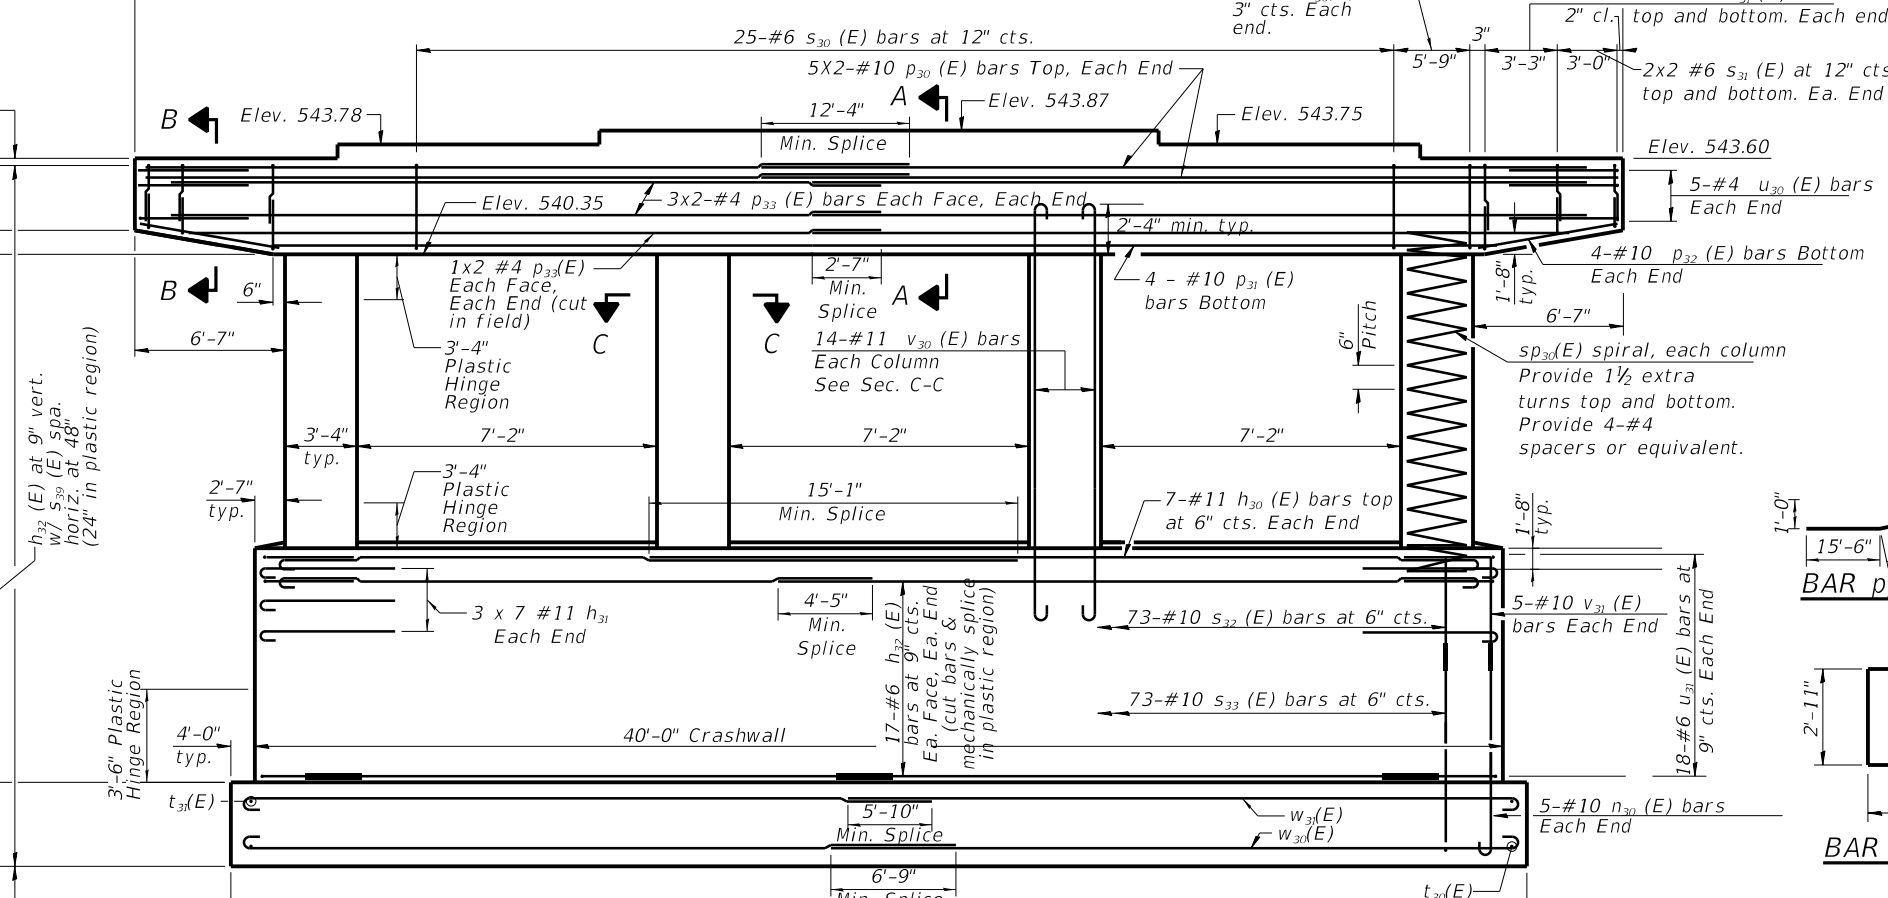 3" cts. Each
end.
2" cl.
top and bottom. Each end
25-#6 s30 (E) bars at 12" cts.
3"
5'-9"
3'-3"
3'-0"
5X2-#10 p30 (E) bars Top, Each End
2x2 #6 s31 (E) at 12" cts
top and bottom. Ea. End
B
Elev. 543.78
12'-4"
Min. Splice
A
Elev. 543.87
Elev. 543.75
Elev. 543.60
5-#4 u30 (E) bars
Each End
3x2-#4 p33 (E) bars Each Face, Each End
Elev. 540.35
2'-4" min. typ.
4-#10 p32 (E) bars Bottom
Each End
1'-8"
typ.
B
6"
6'-7"
1x2 #4 p33(E)
Each Face,
Each End (cut
in field)
C
C
2'-7"
Min.
Splice
A
4 - #10 p31 (E)
bars Bottom
6'-7"
3'-4"
Plastic
Hinge
Region
14-#11 v30 (E) bars
Each Column
See Sec. C-C
6"
Pitch
sp30(E) spiral, each column
Provide 1½ extra
turns top and bottom.
Provide 4-#4
spacers or equivalent.
h32 (E) at 9" vert.
w/ s39 (E) spa.
horiz. at 48"
(24" in plastic region)
3'-4"
typ.
7'-2"
7'-2"
7'-2"
2'-7"
typ.
3'-4"
Plastic
Hinge
Region
15'-1"
Min. Splice
7-#11 h30 (E) bars top
at 6" cts. Each End
1'-8"
typ.
1'-0"
15'-6"
BAR p
3 x 7 #11 h31
Each End
4'-5"
Min.
Splice
17-#6 h32 (E)
bars at 9" cts.
Ea. Face, Ea. End
(cut bars &
mechanically splice
in plastic region)
73-#10 s32 (E) bars at 6" cts.
5-#10 v31 (E)
bars Each End
73-#10 s33 (E) bars at 6" cts.
18-#6 u31 (E) bars at
9" cts. Each End
2'-11"
3'-6" Plastic
Hinge Region
4'-0"
typ.
40'-0" Crashwall
t31(E)
5'-10"
Min. Splice
w31(E)
w30(E)
5-#10 n30 (E) bars
Each End
BAR
6'-9"
Min. Splice
t30(E)